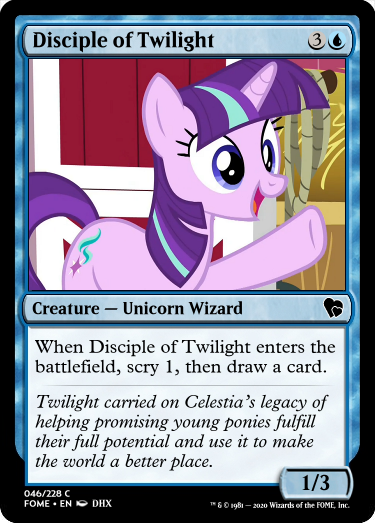 Disciple of Twilight 3
Creature — Unicorn Wizard
When Disciple of Twilight enters the
battlefield, scry 1, then draw a card.
Twilight carried on Celestia's legacy of
helping promising young ponies fulfill
their full potential and use it to make
the world a better place.
1/3
046/228 C
FOME • EN DHX
™ & © 1981 — 2020 Wizards of the FOME, Inc.